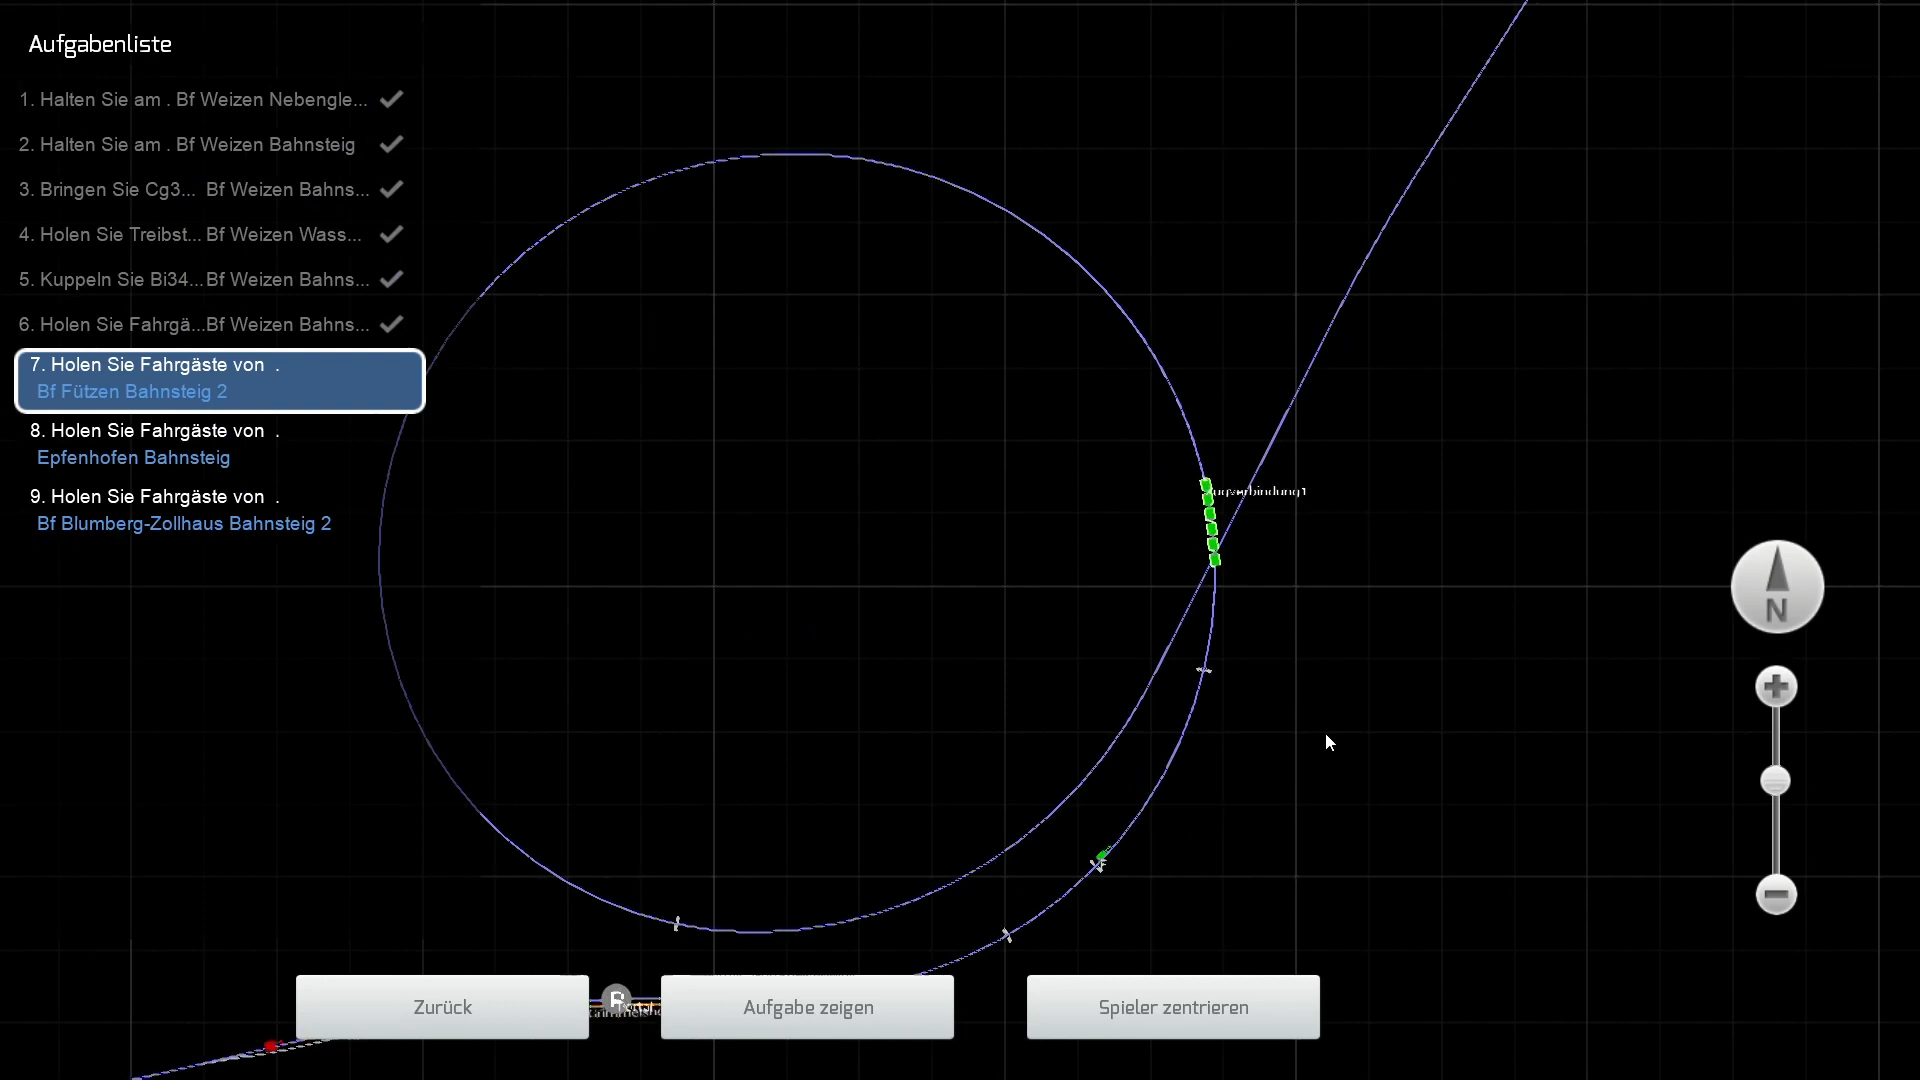 Aufgabenliste
1. Halten Sie am . Bf Weizen Nebengle...
2. Halten Sie am . Bf Weizen Bahnsteig
3. Bringen Sie Cg3... Bf Weizen Bahns...
4. Holen Sie Treibst... Bf Weizen Wass...
5. Kuppeln Sie Bi34... Bf Weizen Bahns...
6. Holen Sie Fahrgä... Bf Weizen Bahns...
7. Holen Sie Fahrgäste von .
Bf Fützen Bahnsteig 2
8. Holen Sie Fahrgäste von .
Epfenhofen Bahnsteig
9. Holen Sie Fahrgäste von .
Bf Blumberg-Zollhaus Bahnsteig 2
N
Zurück
Aufgabe zeigen
Spieler zentrieren